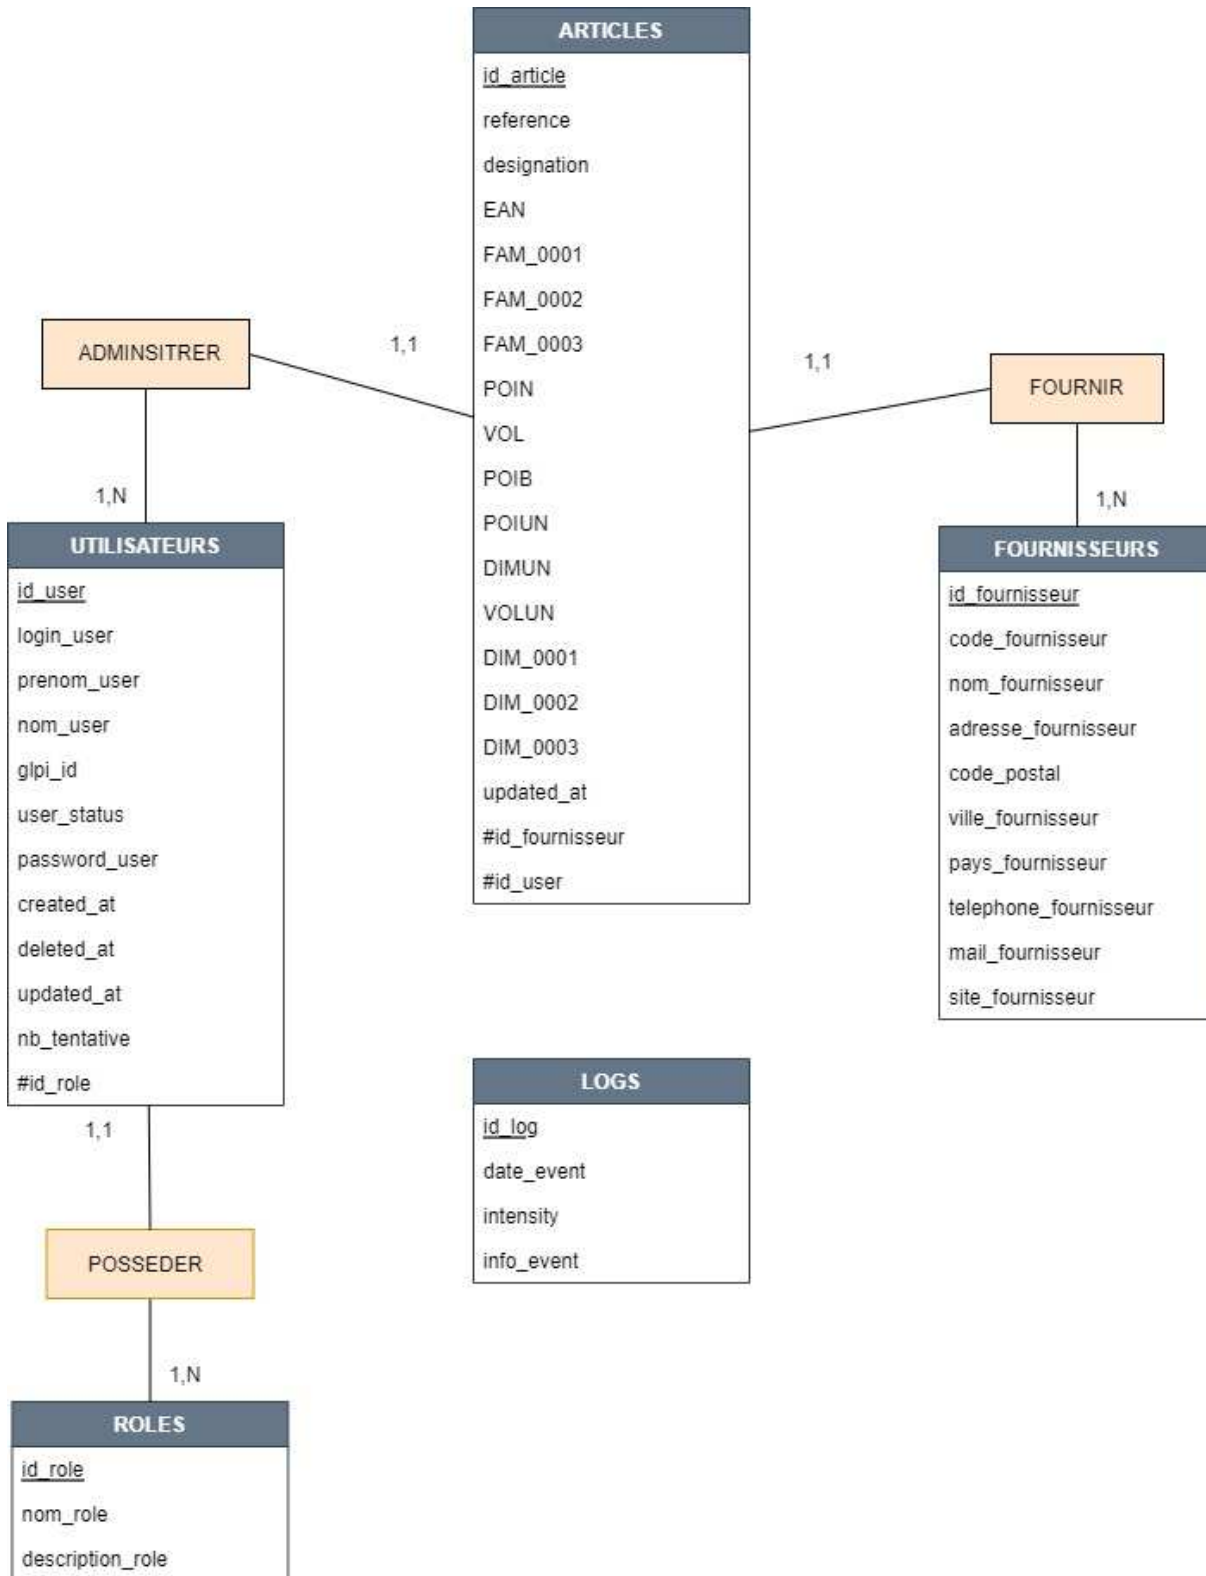 ARTICLES
id_article
reference
designation
EAN
FAM_0001
FAM_0002
FAM_0003
POIN
VOL
POIB
POIUN
DIMUN
VOLUN
DIM_0001
DIM_0002
DIM_0003
updated_at
#id_fournisseur
#id_user
ADMINSITRER
1,1
1,N
1,1
FOURNIR
1,N
UTILISATEURS
id_user
login_user
prenom_user
nom_user
glpi_id
user_status
password_user
created_at
deleted_at
updated_at
nb_tentative
#id_role
FOURNISSEURS
id_fournisseur
code_fournisseur
nom_fournisseur
adresse_fournisseur
code_postal
ville_fournisseur
pays_fournisseur
telephone_fournisseur
mail_fournisseur
site_fournisseur
1,1
POSSEDER
1,N
LOGS
id_log
date_event
intensity
info_event
ROLES
id_role
nom_role
description_role